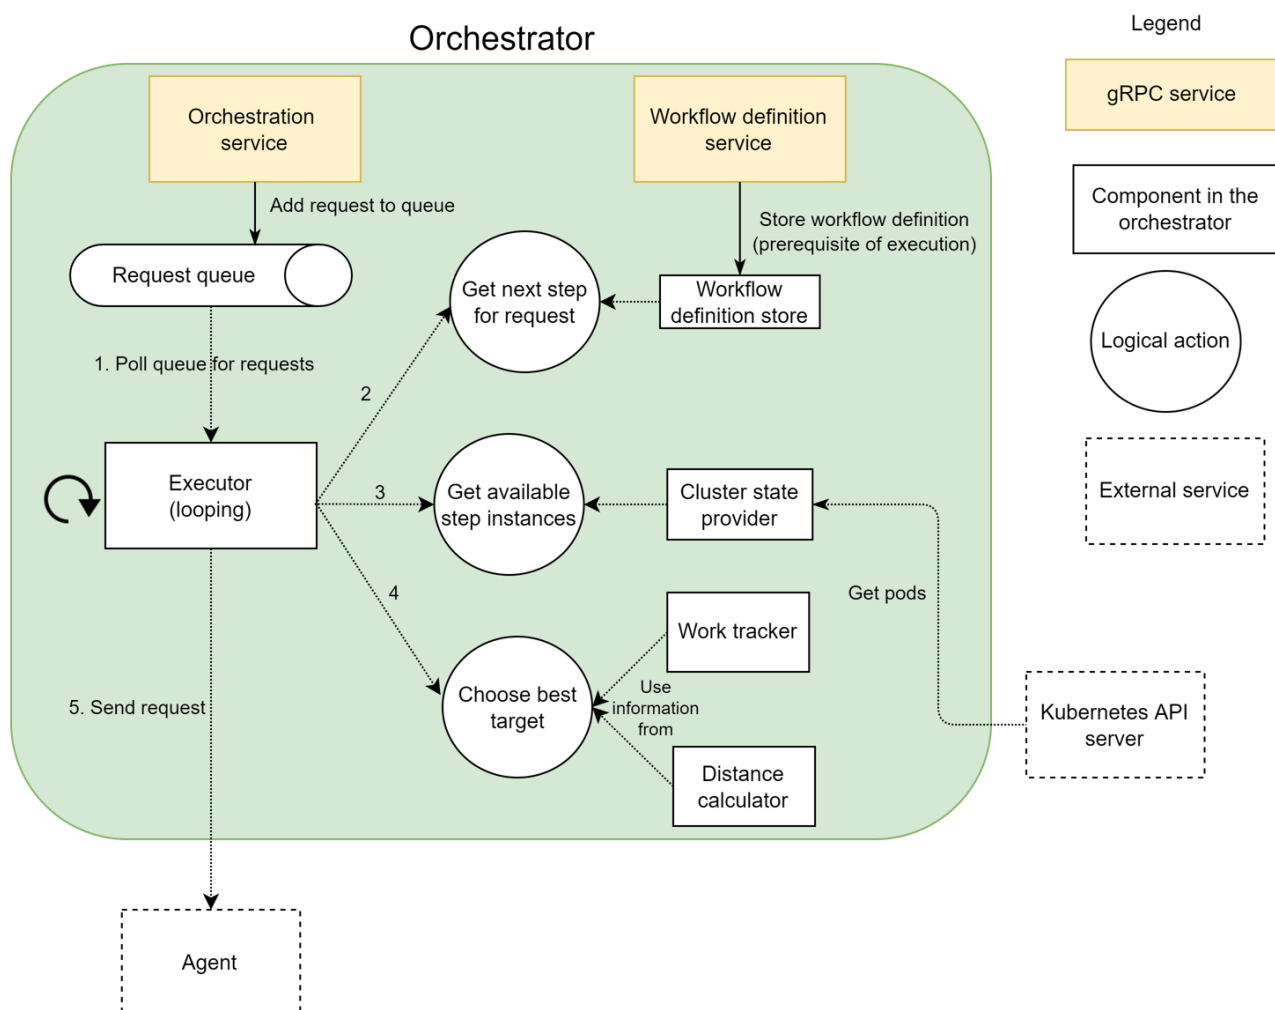 Orchestrator
Legend
gRPC service
Orchestration
service
Workflow definition
service
Add request to queue
Store workflow definition
(prerequisite of execution)
Component in the
orchestrator
Request queue
Get next step
for request
Workflow
definition store
Logical action
1. Poll queue for requests
2
Executor
(looping)
3
Get available
step instances
Cluster state
provider
External service
4
Get pods
Work tracker
Choose best
target
Use
information
from
5. Send request
Kubernetes API
server
Distance
calculator
Agent